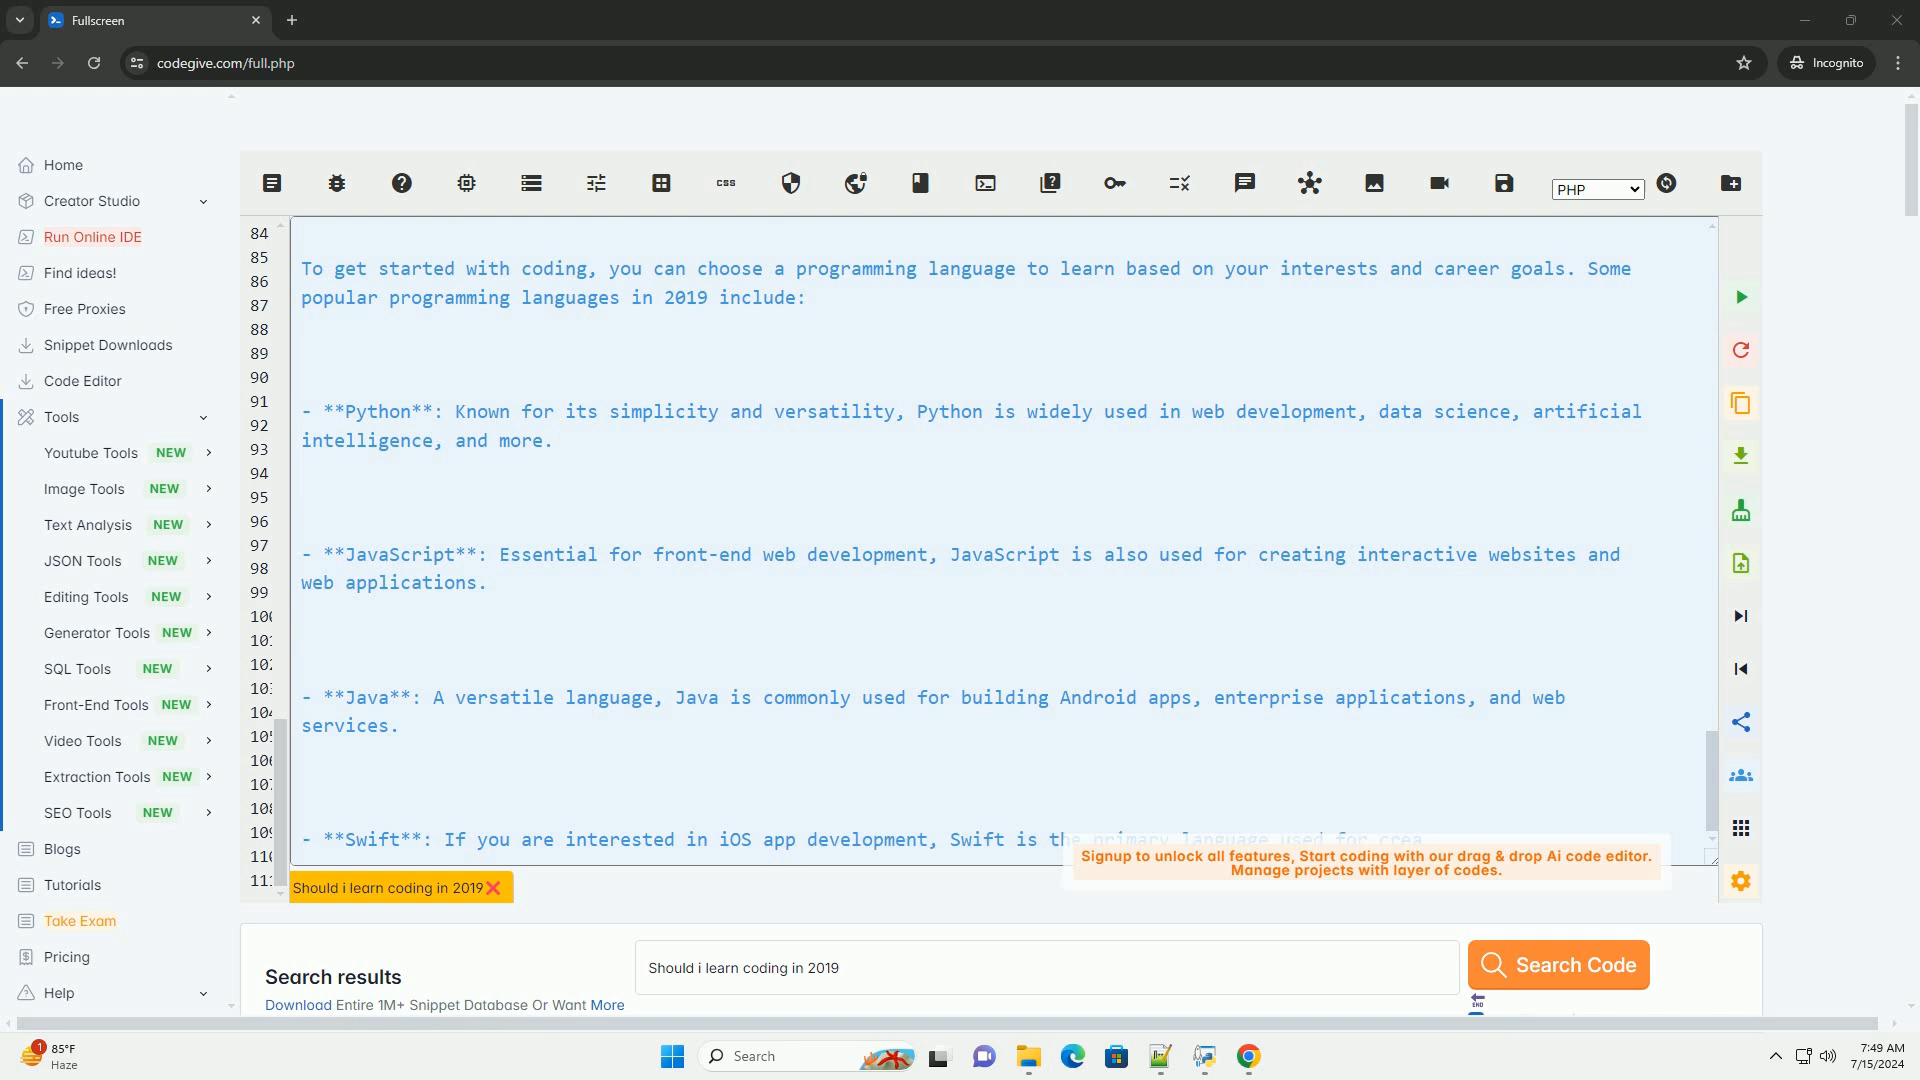 Fullscreen
codegive.com/full.php
Incognito
Home
Creator Studio
Run Online IDE
Find ideas!
Free Proxies
Snippet Downloads
Code Editor
Tools
Youtube Tools NEW
Image Tools NEW
Text Analysis NEW
JSON Tools NEW
Editing Tools NEW
Generator Tools NEW
SQL Tools NEW
Front-End Tools NEW
Video Tools NEW
Extraction Tools NEW
SEO Tools NEW
Blogs
Tutorials
Take Exam
Pricing
Help
css
PHP
84
85
86
87
88
89
90
91
92
93
94
95
96
97
98
99
To get started with coding, you can choose a programming language to learn based on your interests and career goals. Some
popular programming languages in 2019 include:
- **Python**: Known for its simplicity and versatility, Python is widely used in web development, data science, artificial
intelligence, and more.
- **JavaScript**: Essential for front-end web development, JavaScript is also used for creating interactive websites and
web applications.
- **Java**: A versatile language, Java is commonly used for building Android apps, enterprise applications, and web
services.
- **Swift**: If you are interested in iOS app development, Swift is the primary language used for crea
Signup to unlock all features, Start coding with our drag & drop Ai code editor.
Manage projects with layer of codes.
Should i learn coding in 2019
Search results
Download Entire 1M+ Snippet Database Or Want More
Should i learn coding in 2019
Search Code
END
1
85°F
Haze
Search
7:49 AM
7/15/2024